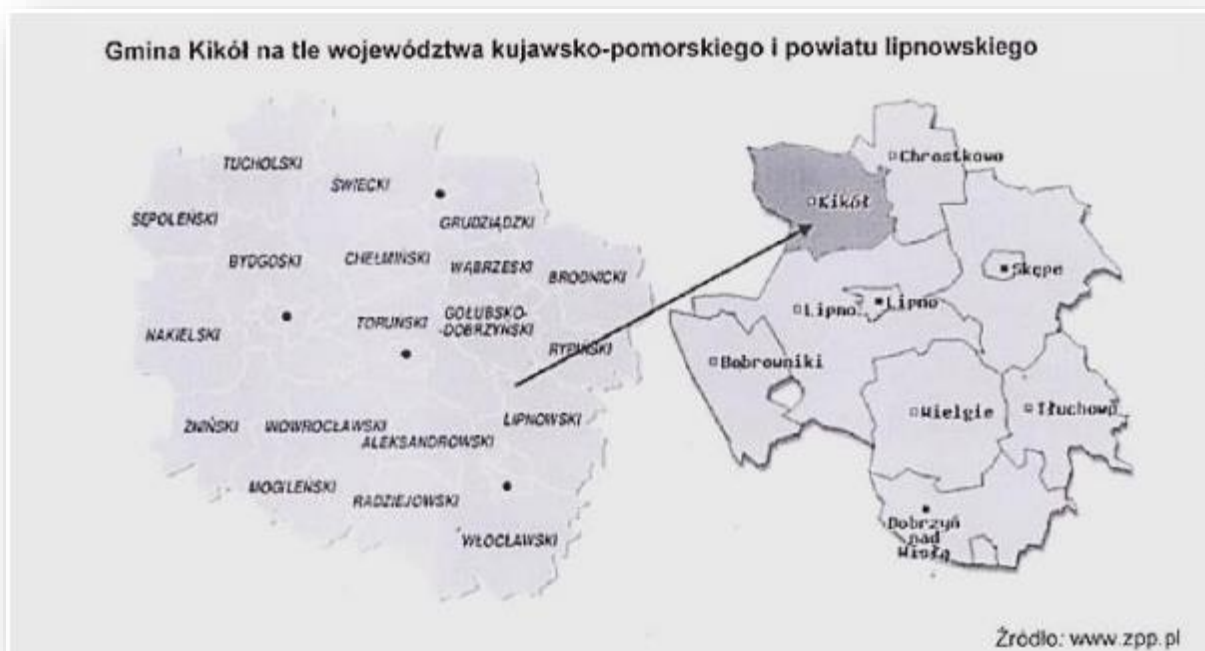 Gmina Kikół na tle województwa kujawsko-pomorskiego i powiatu lipnowskiego
TUCHOLSKI
ŚWIECKI
SĘPOLEŃSKI
GRUDZIĄDZKI
BYDGOSKI
CHEŁMIŃSKI
WĄBRZESKI
BRODNICKI
NAKIELSKI
TORUŃSKI
GOLUBSKO-
-DOBRZYŃSKI
RYPIŃSKI
ŻNIŃSKI
WOWROCŁAWSKI
ALEKSANDROWSKI
LIPNOWSKI
MOGILEŃSKI
RADZIEJOWSKI
WŁOCŁAWSKI
Chrostkowo
Kikół
Skępe
Lipno
Lipno
Bobrowniki
Wielgie
Tłuchowo
Dobrzyń
nad
Wisłą
Źródło: www.zpp.pl